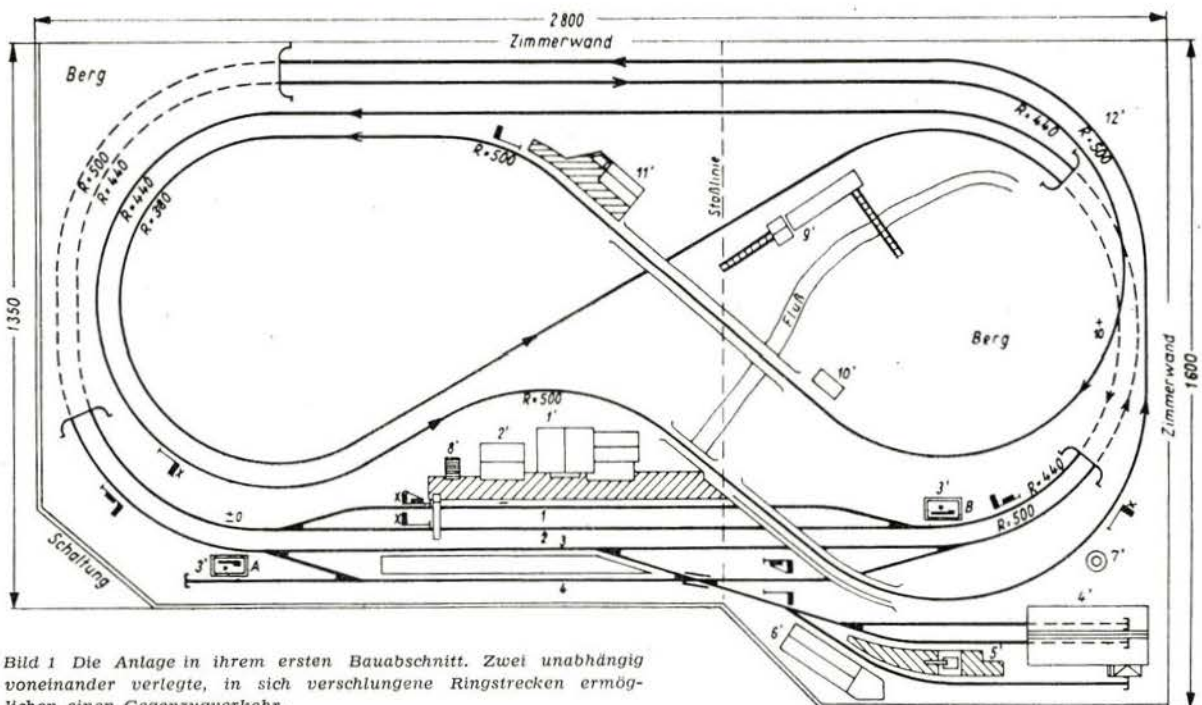 2800
Zimmerwand
Berg
12'
R=500
R=440
R=440
R=380
R=500
R=440
R=500
11'
Stoßlinie
9'
1350
Fluß
Berg
10'
8+
Zimmerwand
1600
R=500
1'
2'
8'
x
x
x
3'
B
R=440
R=500
x
±0
1
2
3
3'
A
4
Schaltung
7'
4'
6'
5'
Bild 1 Die Anlage in ihrem ersten Bauabschnitt. Zwei unabhängig
voneinander verlegte, in sich verschlungene Ringstrecken ermög-
lichen einen Gegenzugverkehr.